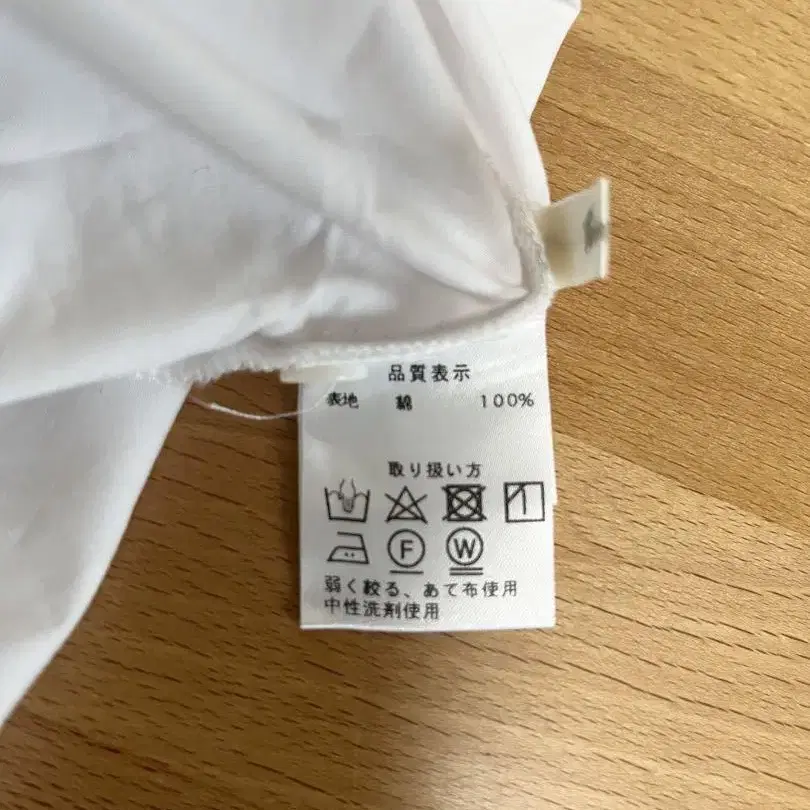 品質表示
表地 綿 100%
取り扱い方
F W
弱く絞る、あて布使用
中性洗剤使用